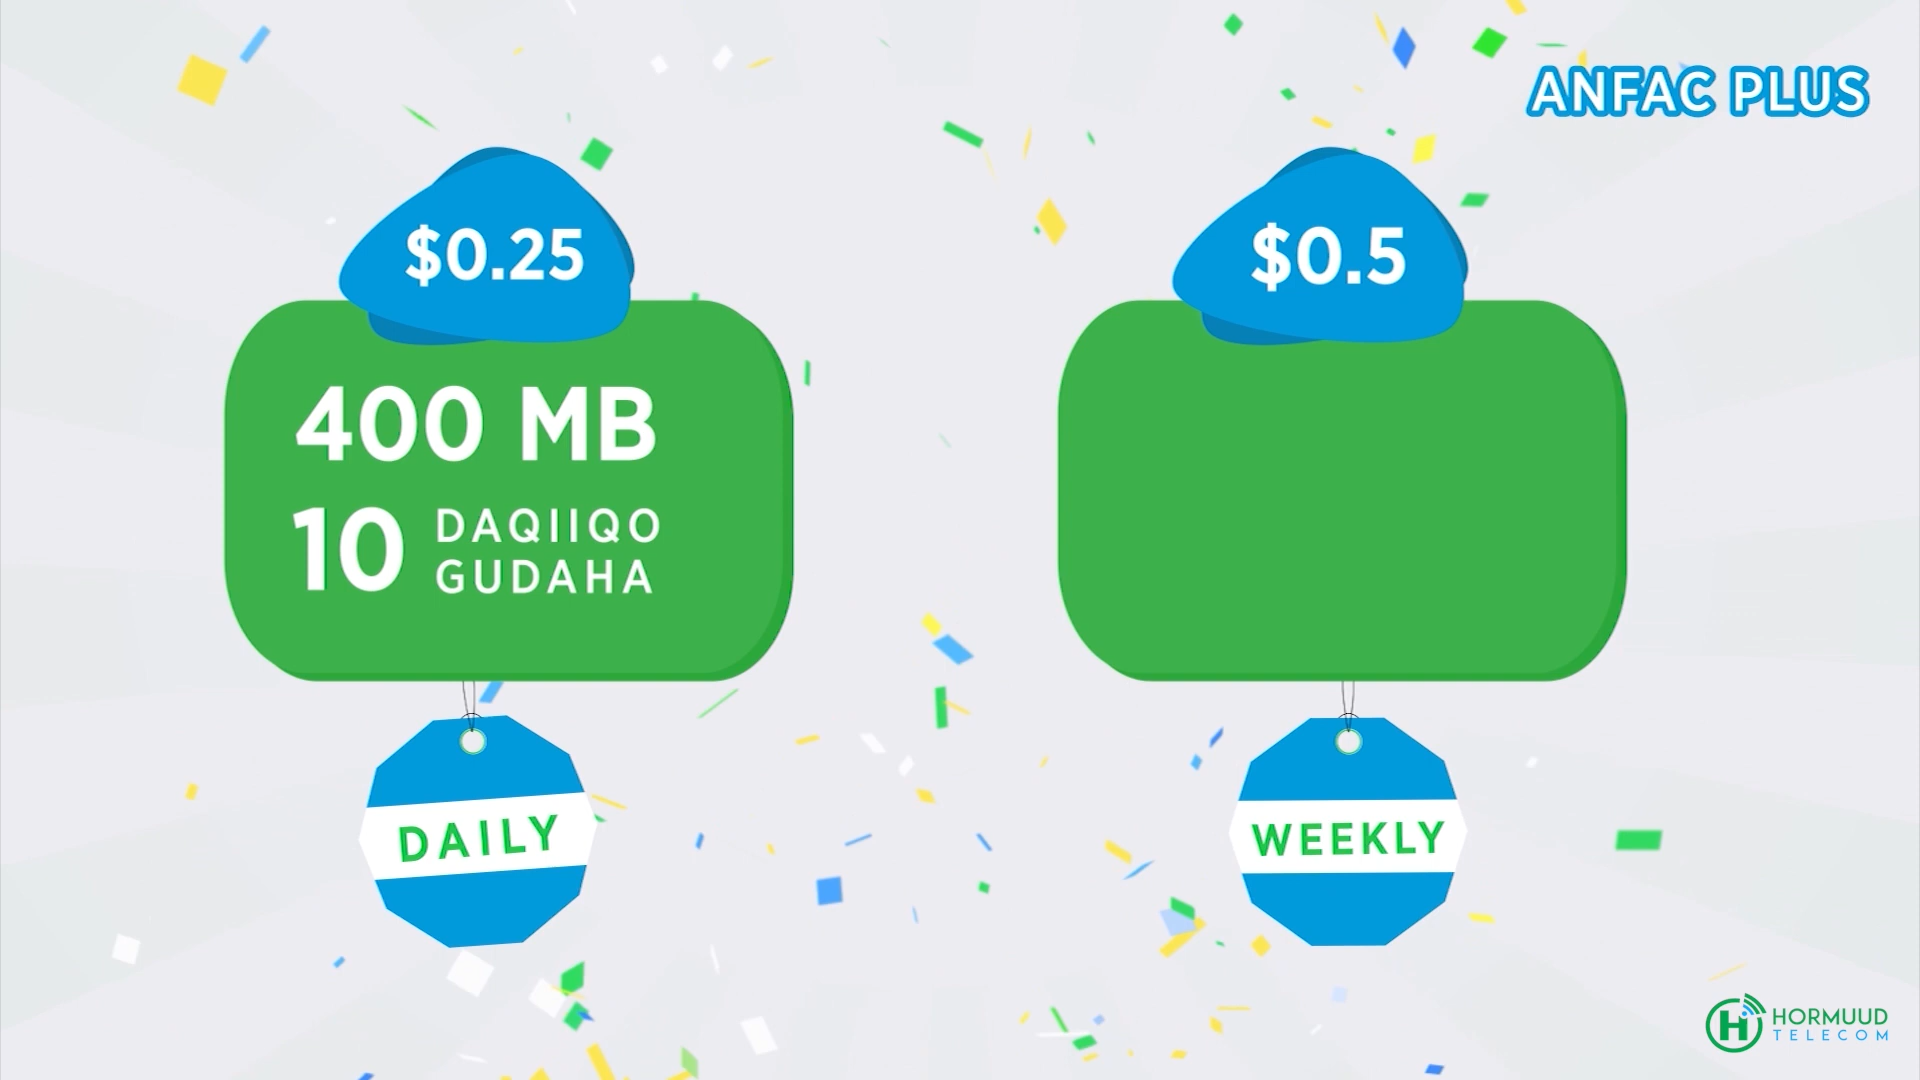 ANFAC PLUS
$0.25
400 MB
10 DAQIIQO
GUDAHA
DAILY
$0.5
WEEKLY
HORMUUD
TELECOM